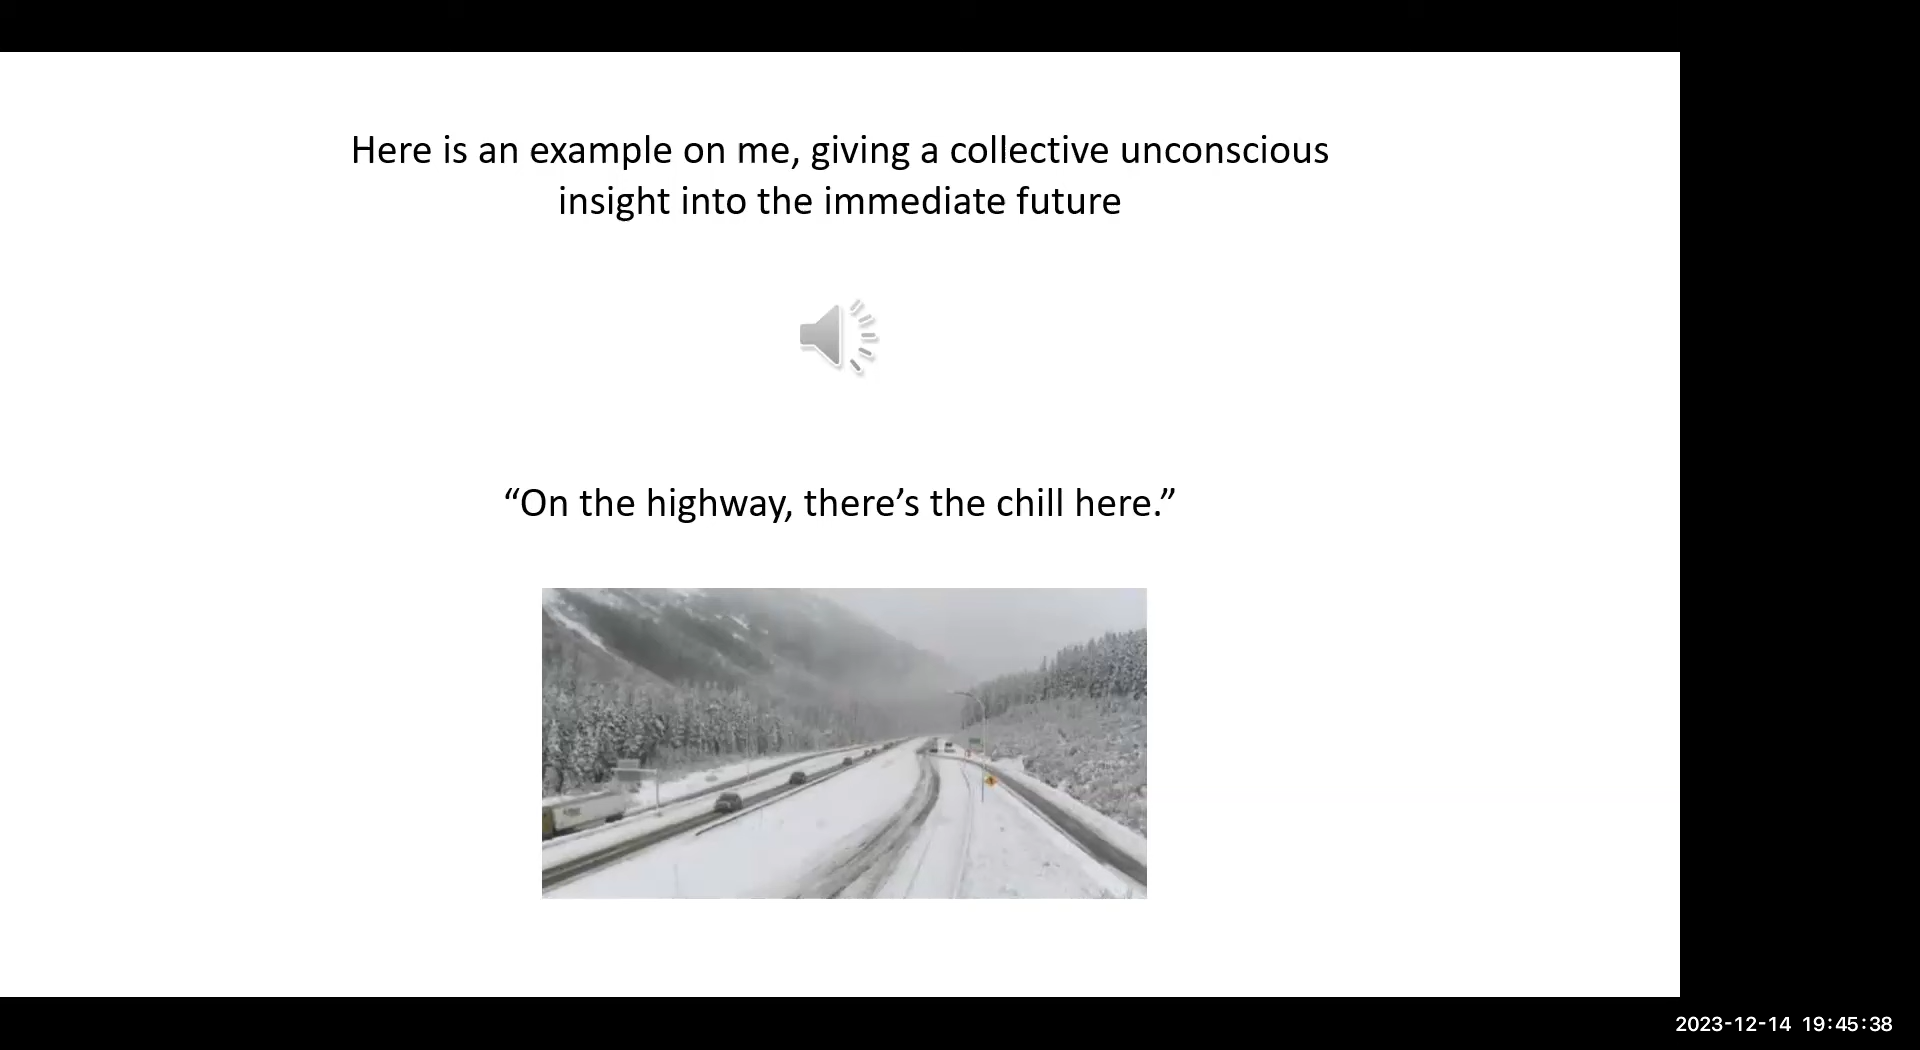 Here is an example on me, giving a collective unconscious
insight into the immediate future
“On the highway, there’s the chill here.”
2023-12-14 19:45:38